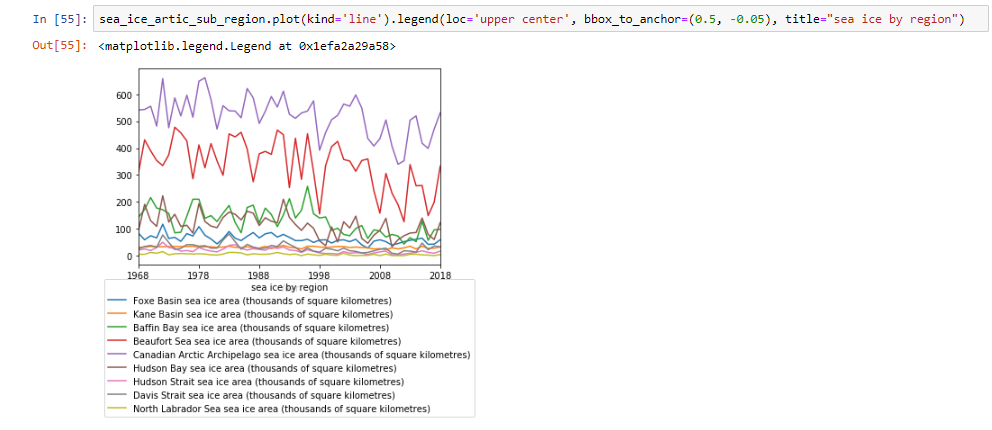 In [55]: sea_ice_artic_sub_region.plot(kind='line').legend(loc='upper center', bbox_to_anchor=(0.5, -0.05), title="sea ice by region")
Out[55]: <matplotlib.legend.Legend at 0x1efa2a29a58>
600
500
400
300
200
100
0
1968 1978 1988 1998 2008 2018
sea ice by region
Foxe Basin sea ice area (thousands of square kilometres)
Kane Basin sea ice area (thousands of square kilometres)
Baffin Bay sea ice area (thousands of square kilometres)
Beaufort Sea sea ice area (thousands of square kilometres)
Canadian Arctic Archipelago sea ice area (thousands of square kilometres)
Hudson Bay sea ice area (thousands of square kilometres)
Hudson Strait sea ice area (thousands of square kilometres)
Davis Strait sea ice area (thousands of square kilometres)
North Labrador Sea sea ice area (thousands of square kilometres)